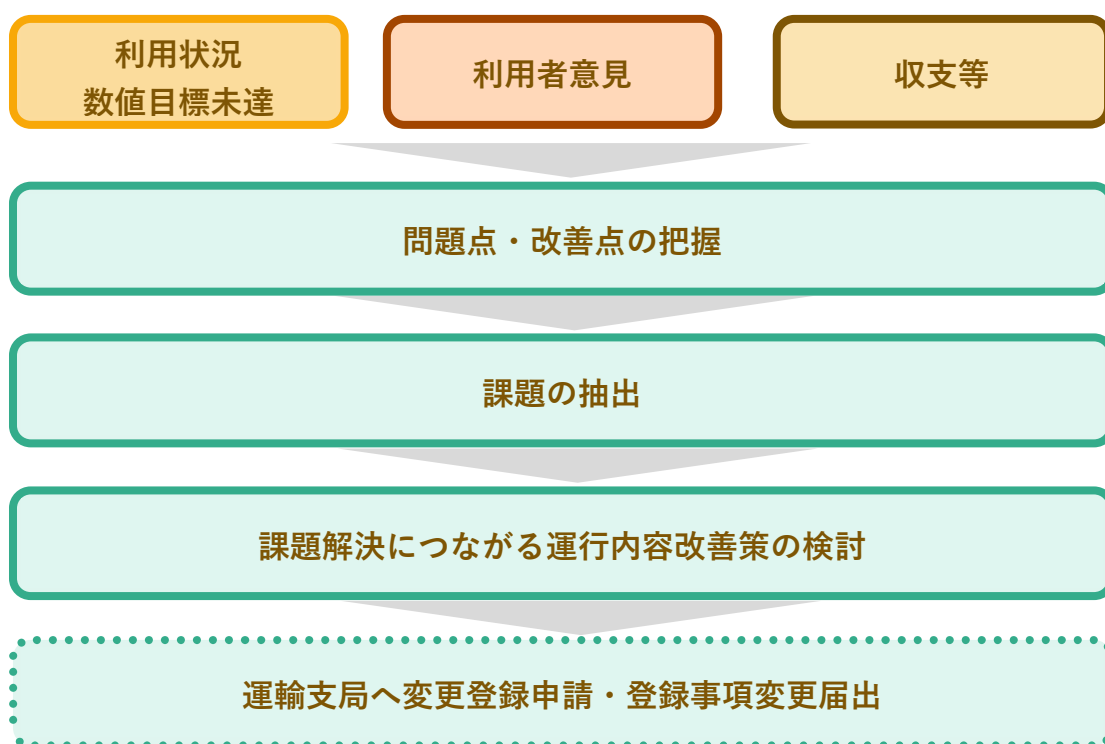 利用状況
数値目標未達
利用者意見
収支等
問題点・改善点の把握
課題の抽出
課題解決につながる運行内容改善策の検討
運輸支局へ変更登録申請・登録事項変更届出